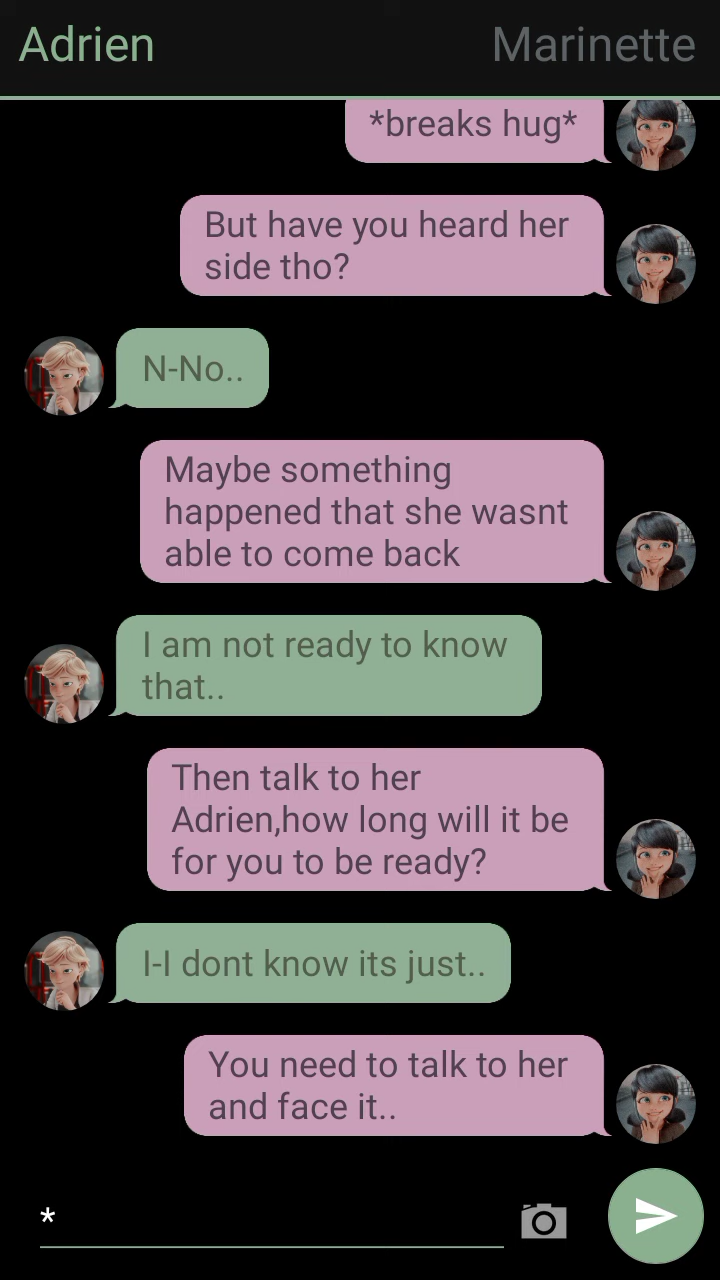 Adrien
Marinette
*breaks hug*
But have you heard her
side tho?
N-No..
Maybe something
happened that she wasnt
able to come back
I am not ready to know
that..
Then talk to her
Adrien,how long will it be
for you to be ready?
I-I dont know its just..
You need to talk to her
and face it..
*